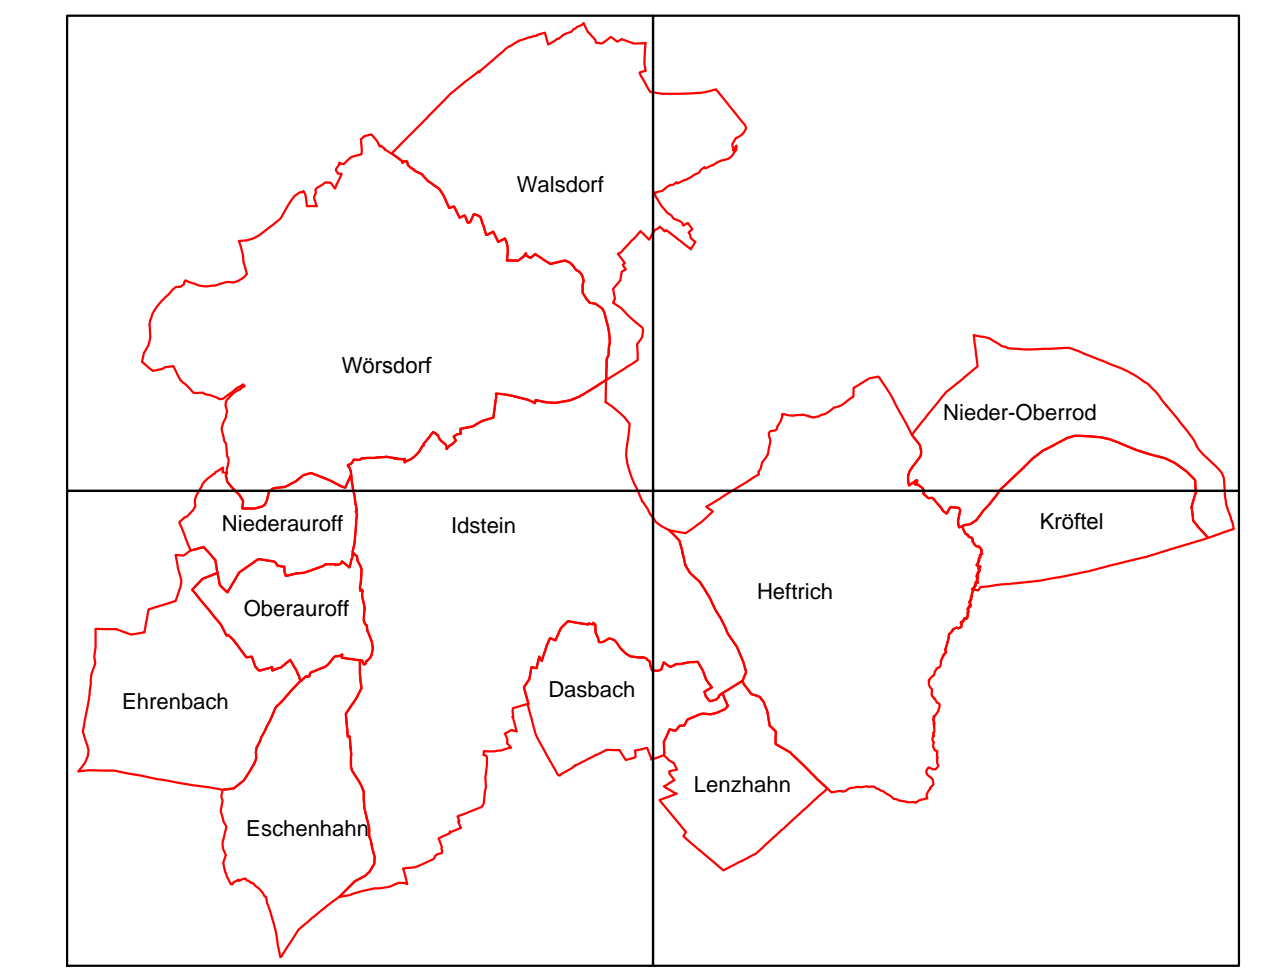 Walsdorf
Wörsdorf
Nieder-Oberrod
Niederauroff
Idstein
Kröftel
Heftrich
Oberauroff
Dasbach
Ehrenbach
Lenzhahn
Eschenhahn